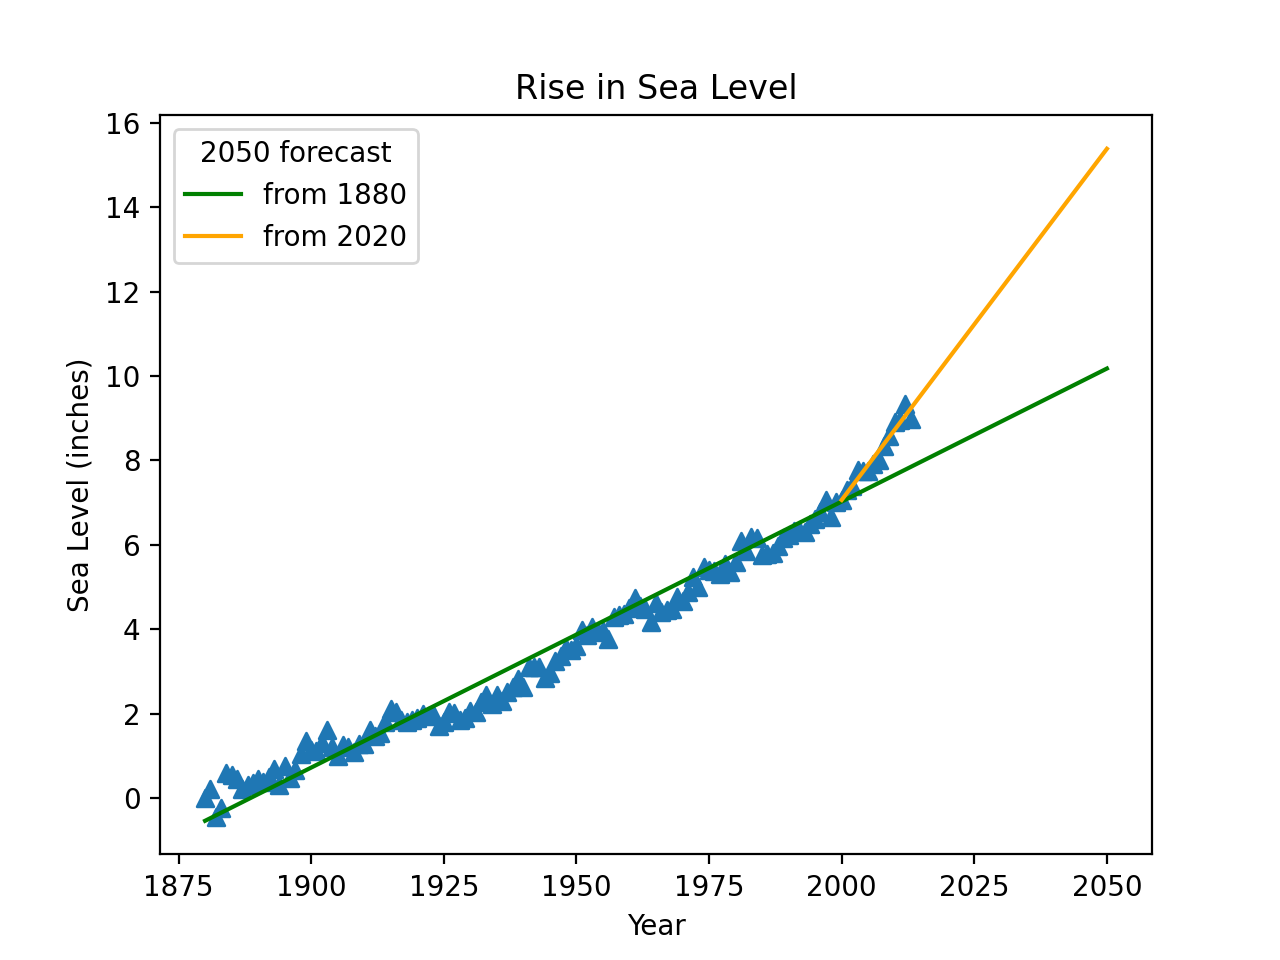 Rise in Sea Level
2050 forecast
from 1880
from 2020
Sea Level (inches)
16
14
12
10
8
6
4
2
0
1875 1900 1925 1950 1975 2000 2025 2050
Year